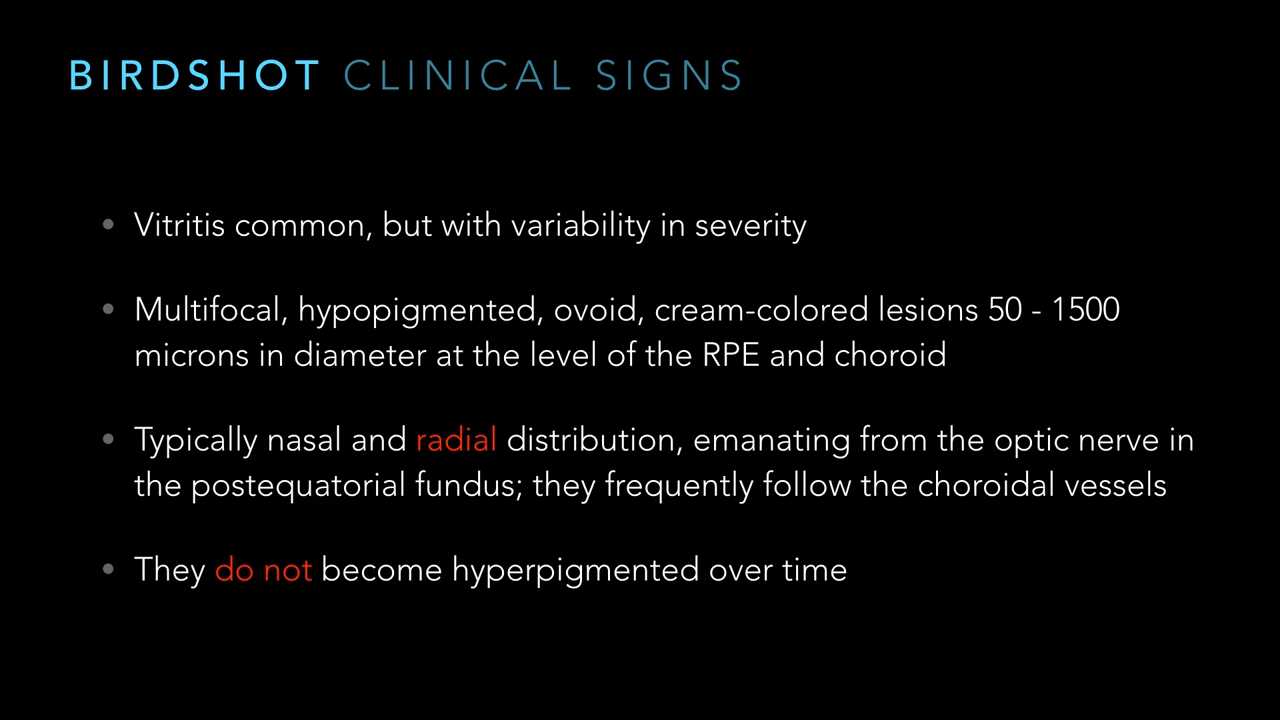 BIRDSHOT CLINICAL SIGNS
• Vitritis common, but with variability in severity
• Multifocal, hypopigmented, ovoid, cream-colored lesions 50 - 1500
microns in diameter at the level of the RPE and choroid
• Typically nasal and radial distribution, emanating from the optic nerve in
the postequatorial fundus; they frequently follow the choroidal vessels
• They do not become hyperpigmented over time